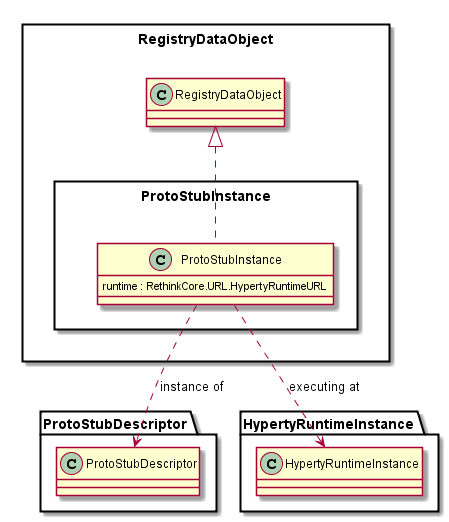 RegistryDataObject
C RegistryDataObject
ProtoStubInstance
C ProtoStubInstance
runtime : RethinkCore.URL.HypertyRuntimeURL
instance of
executing at
ProtoStubDescriptor
HypertyRuntimeInstance
C ProtoStubDescriptor
C HypertyRuntimeInstance